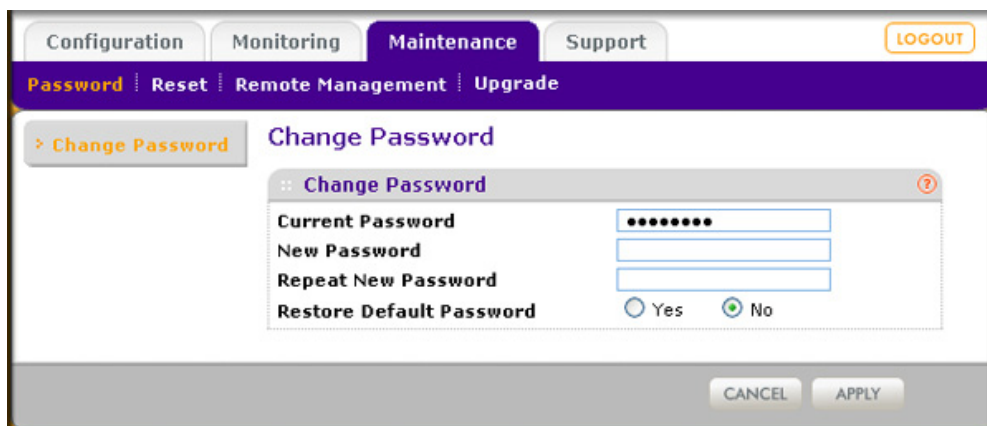 Configuration Monitoring Maintenance Support LOGOUT
Password Reset Remote Management Upgrade
Change Password
Change Password
Change Password ?
Current Password ••••••••
New Password
Repeat New Password
Restore Default Password Yes No
CANCEL APPLY